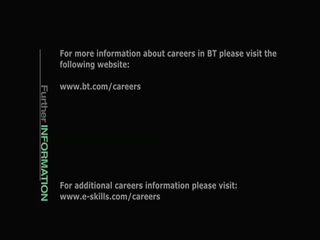 For more information about careers in BT please visit the
following website:
www.bt.com/careers
Further INFORMATION
For additional careers information please visit:
www.e-skills.com/careers